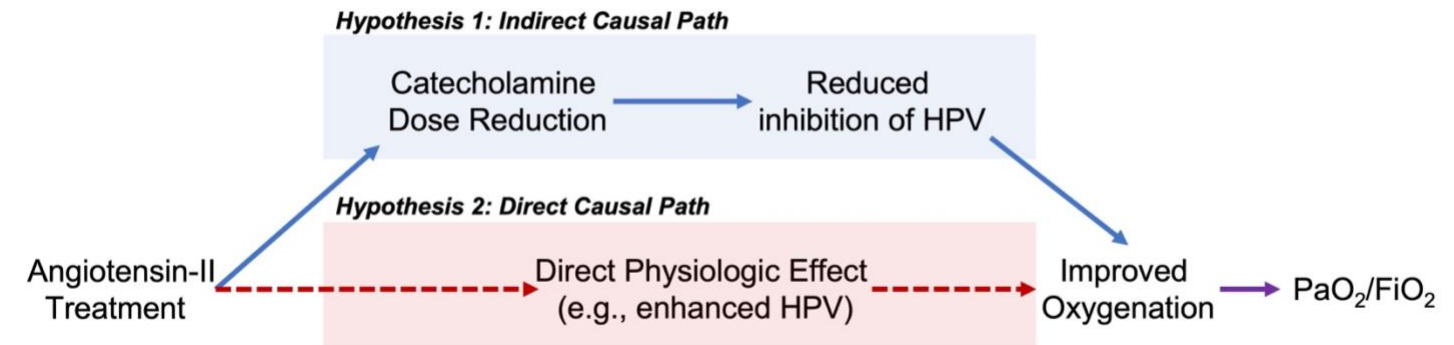 Hypothesis 1: Indirect Causal Path
Catecholamine
Dose Reduction
Reduced
inhibition of HPV
Hypothesis 2: Direct Causal Path
Angiotensin-II
Treatment
Direct Physiologic Effect
(e.g., enhanced HPV)
Improved
Oxygenation
PaO₂/FiO₂